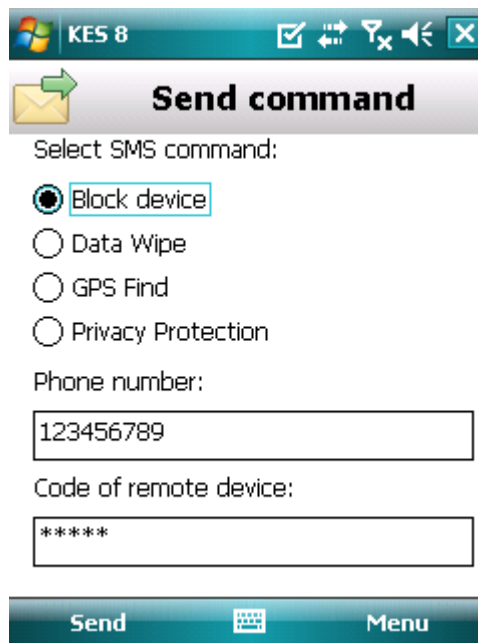 KES 8
Send command
Select SMS command:
Block device
Data Wipe
GPS Find
Privacy Protection
Phone number:
123456789
Code of remote device:
*****
Send Menu